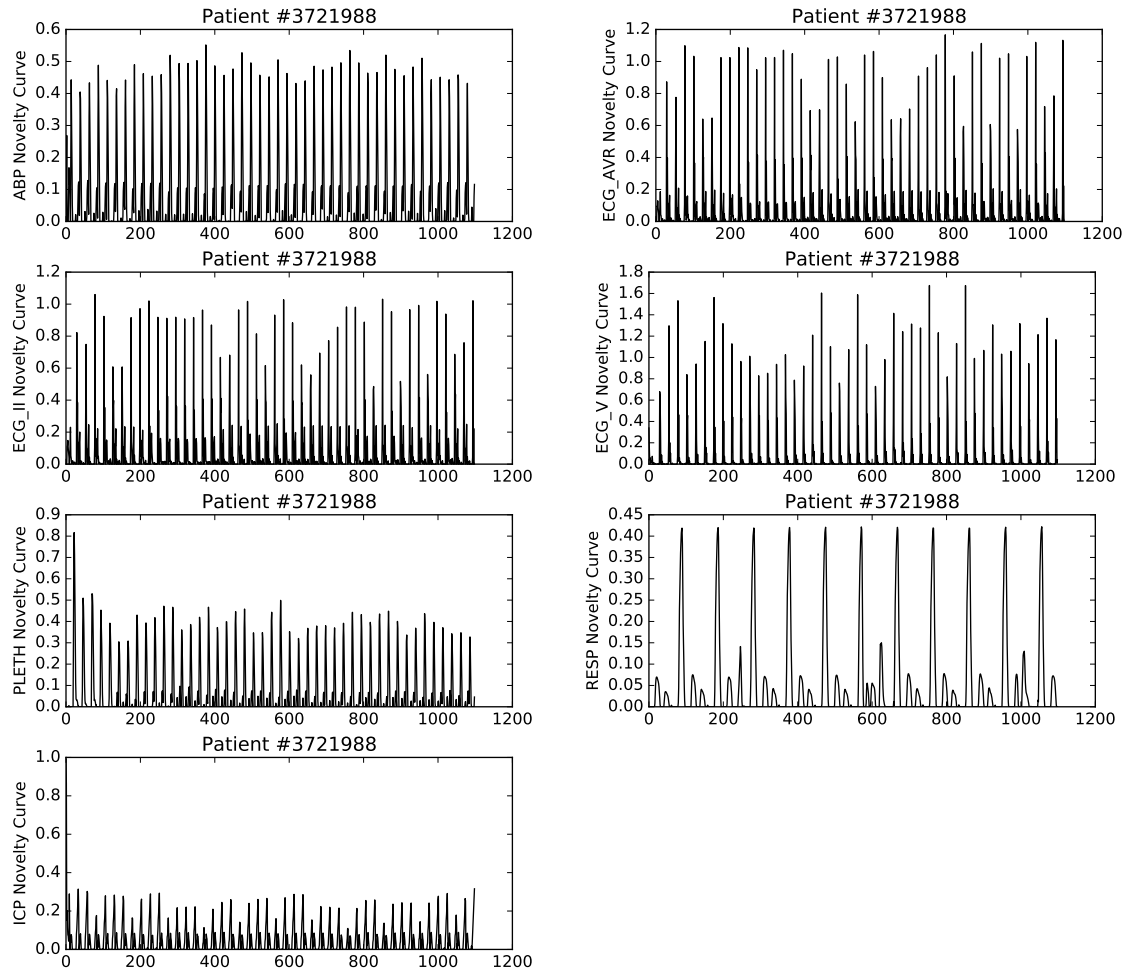 Patient #3721988
ABP Novelty Curve
0.6
0.5
0.4
0.3
0.2
0.1
0.0
0 200 400 600 800 1000 1200
Patient #3721988
ECG_AVR Novelty Curve
1.2
1.0
0.8
0.6
0.4
0.2
0.0
0 200 400 600 800 1000 1200
Patient #3721988
ECG_II Novelty Curve
1.2
1.0
0.8
0.6
0.4
0.2
0.0
0 200 400 600 800 1000 1200
Patient #3721988
ECG_V Novelty Curve
1.8
1.6
1.4
1.2
1.0
0.8
0.6
0.4
0.2
0.0
0 200 400 600 800 1000 1200
Patient #3721988
PLETH Novelty Curve
0.9
0.8
0.7
0.6
0.5
0.4
0.3
0.2
0.1
0.0
0 200 400 600 800 1000 1200
Patient #3721988
RESP Novelty Curve
0.45
0.40
0.35
0.30
0.25
0.20
0.15
0.10
0.05
0.00
0 200 400 600 800 1000 1200
Patient #3721988
ICP Novelty Curve
1.0
0.8
0.6
0.4
0.2
0.0
0 200 400 600 800 1000 1200